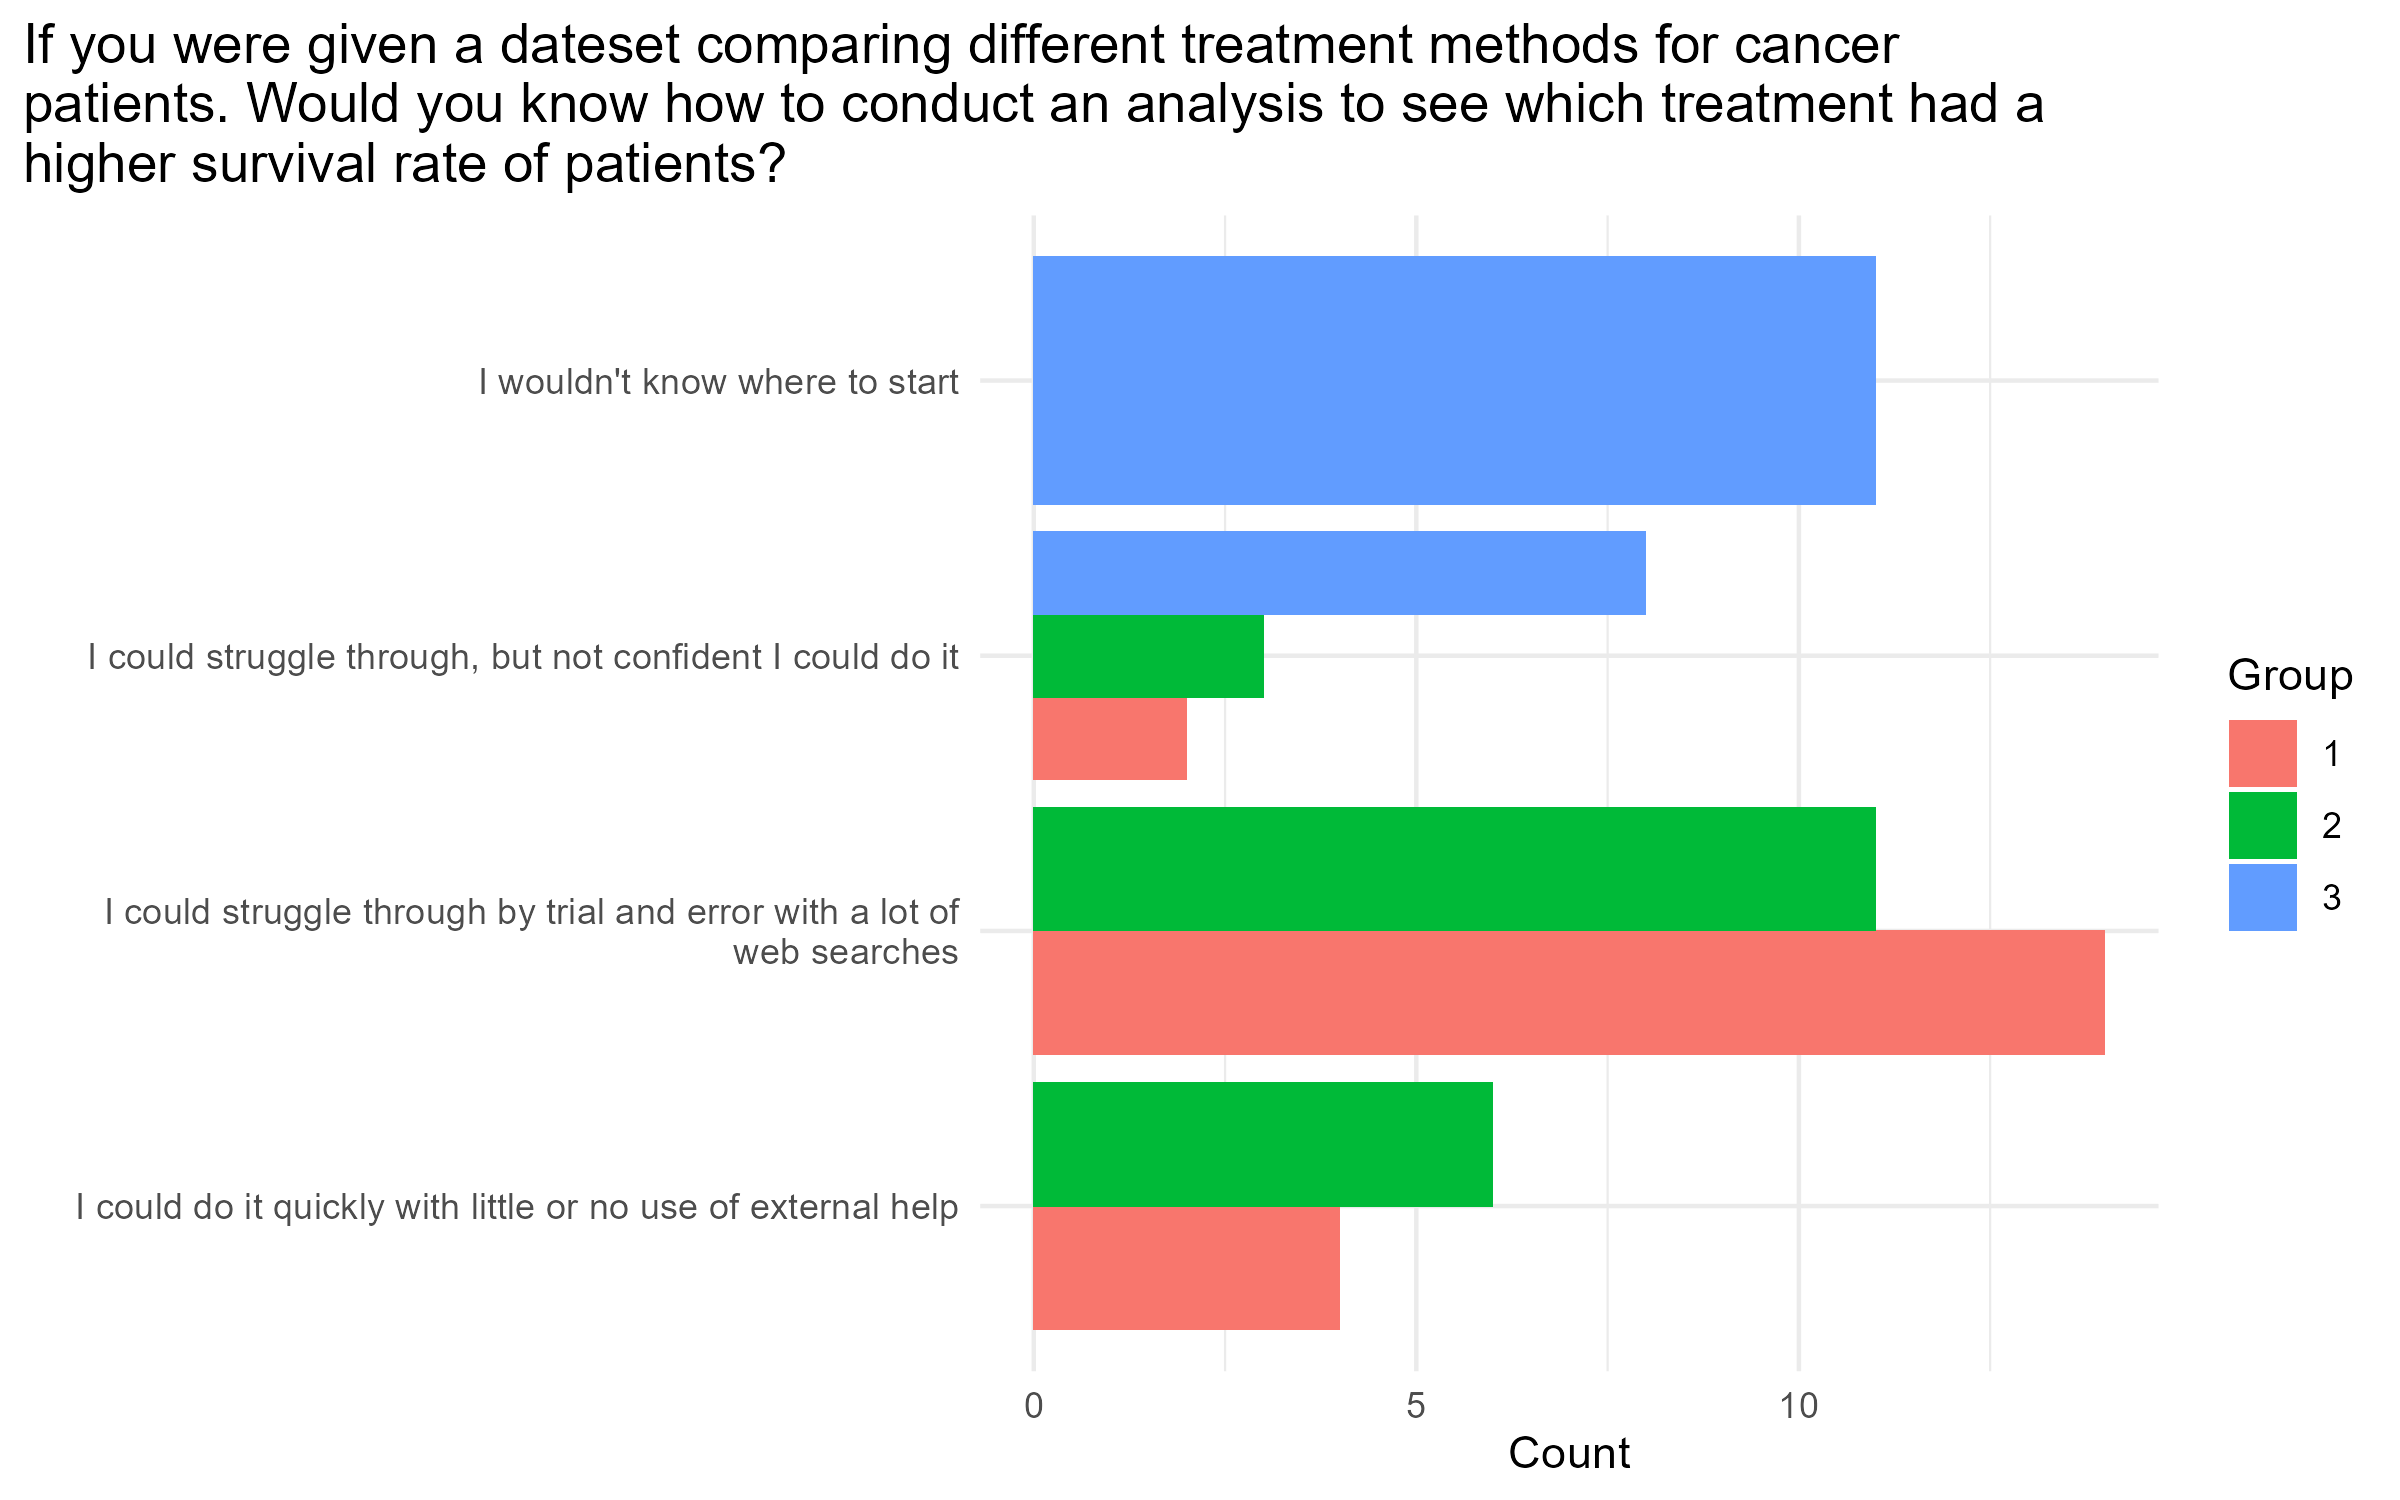 If you were given a dateset comparing different treatment methods for cancer
patients. Would you know how to conduct an analysis to see which treatment had a
higher survival rate of patients?
I wouldn't know where to start
I could struggle through, but not confident I could do it
I could struggle through by trial and error with a lot of
web searches
I could do it quickly with little or no use of external help
0 5 10
Count
Group
1
2
3